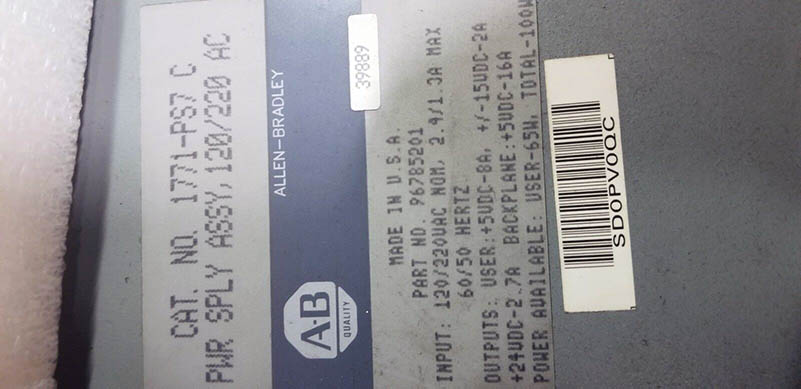 CAT. NO. 1771-PS7 C
PWR SPLY ASSY, 120/220 AC
ALLEN-BRADLEY
A-B
QUALITY
39889
MADE IN U.S.A.
PART NO. 96785201
INPUT: 120/220VAC NOM, 2.4/1.3A MAX
60/50 HERTZ
OUTPUTS: USER:+5VDC-8A, +/-15VDC-2A
+24VDC-2.7A BACKPLANE:+5VDC-16A
POWER AVAILABLE: USER-65W, TOTAL-100W
SD0PV0QC